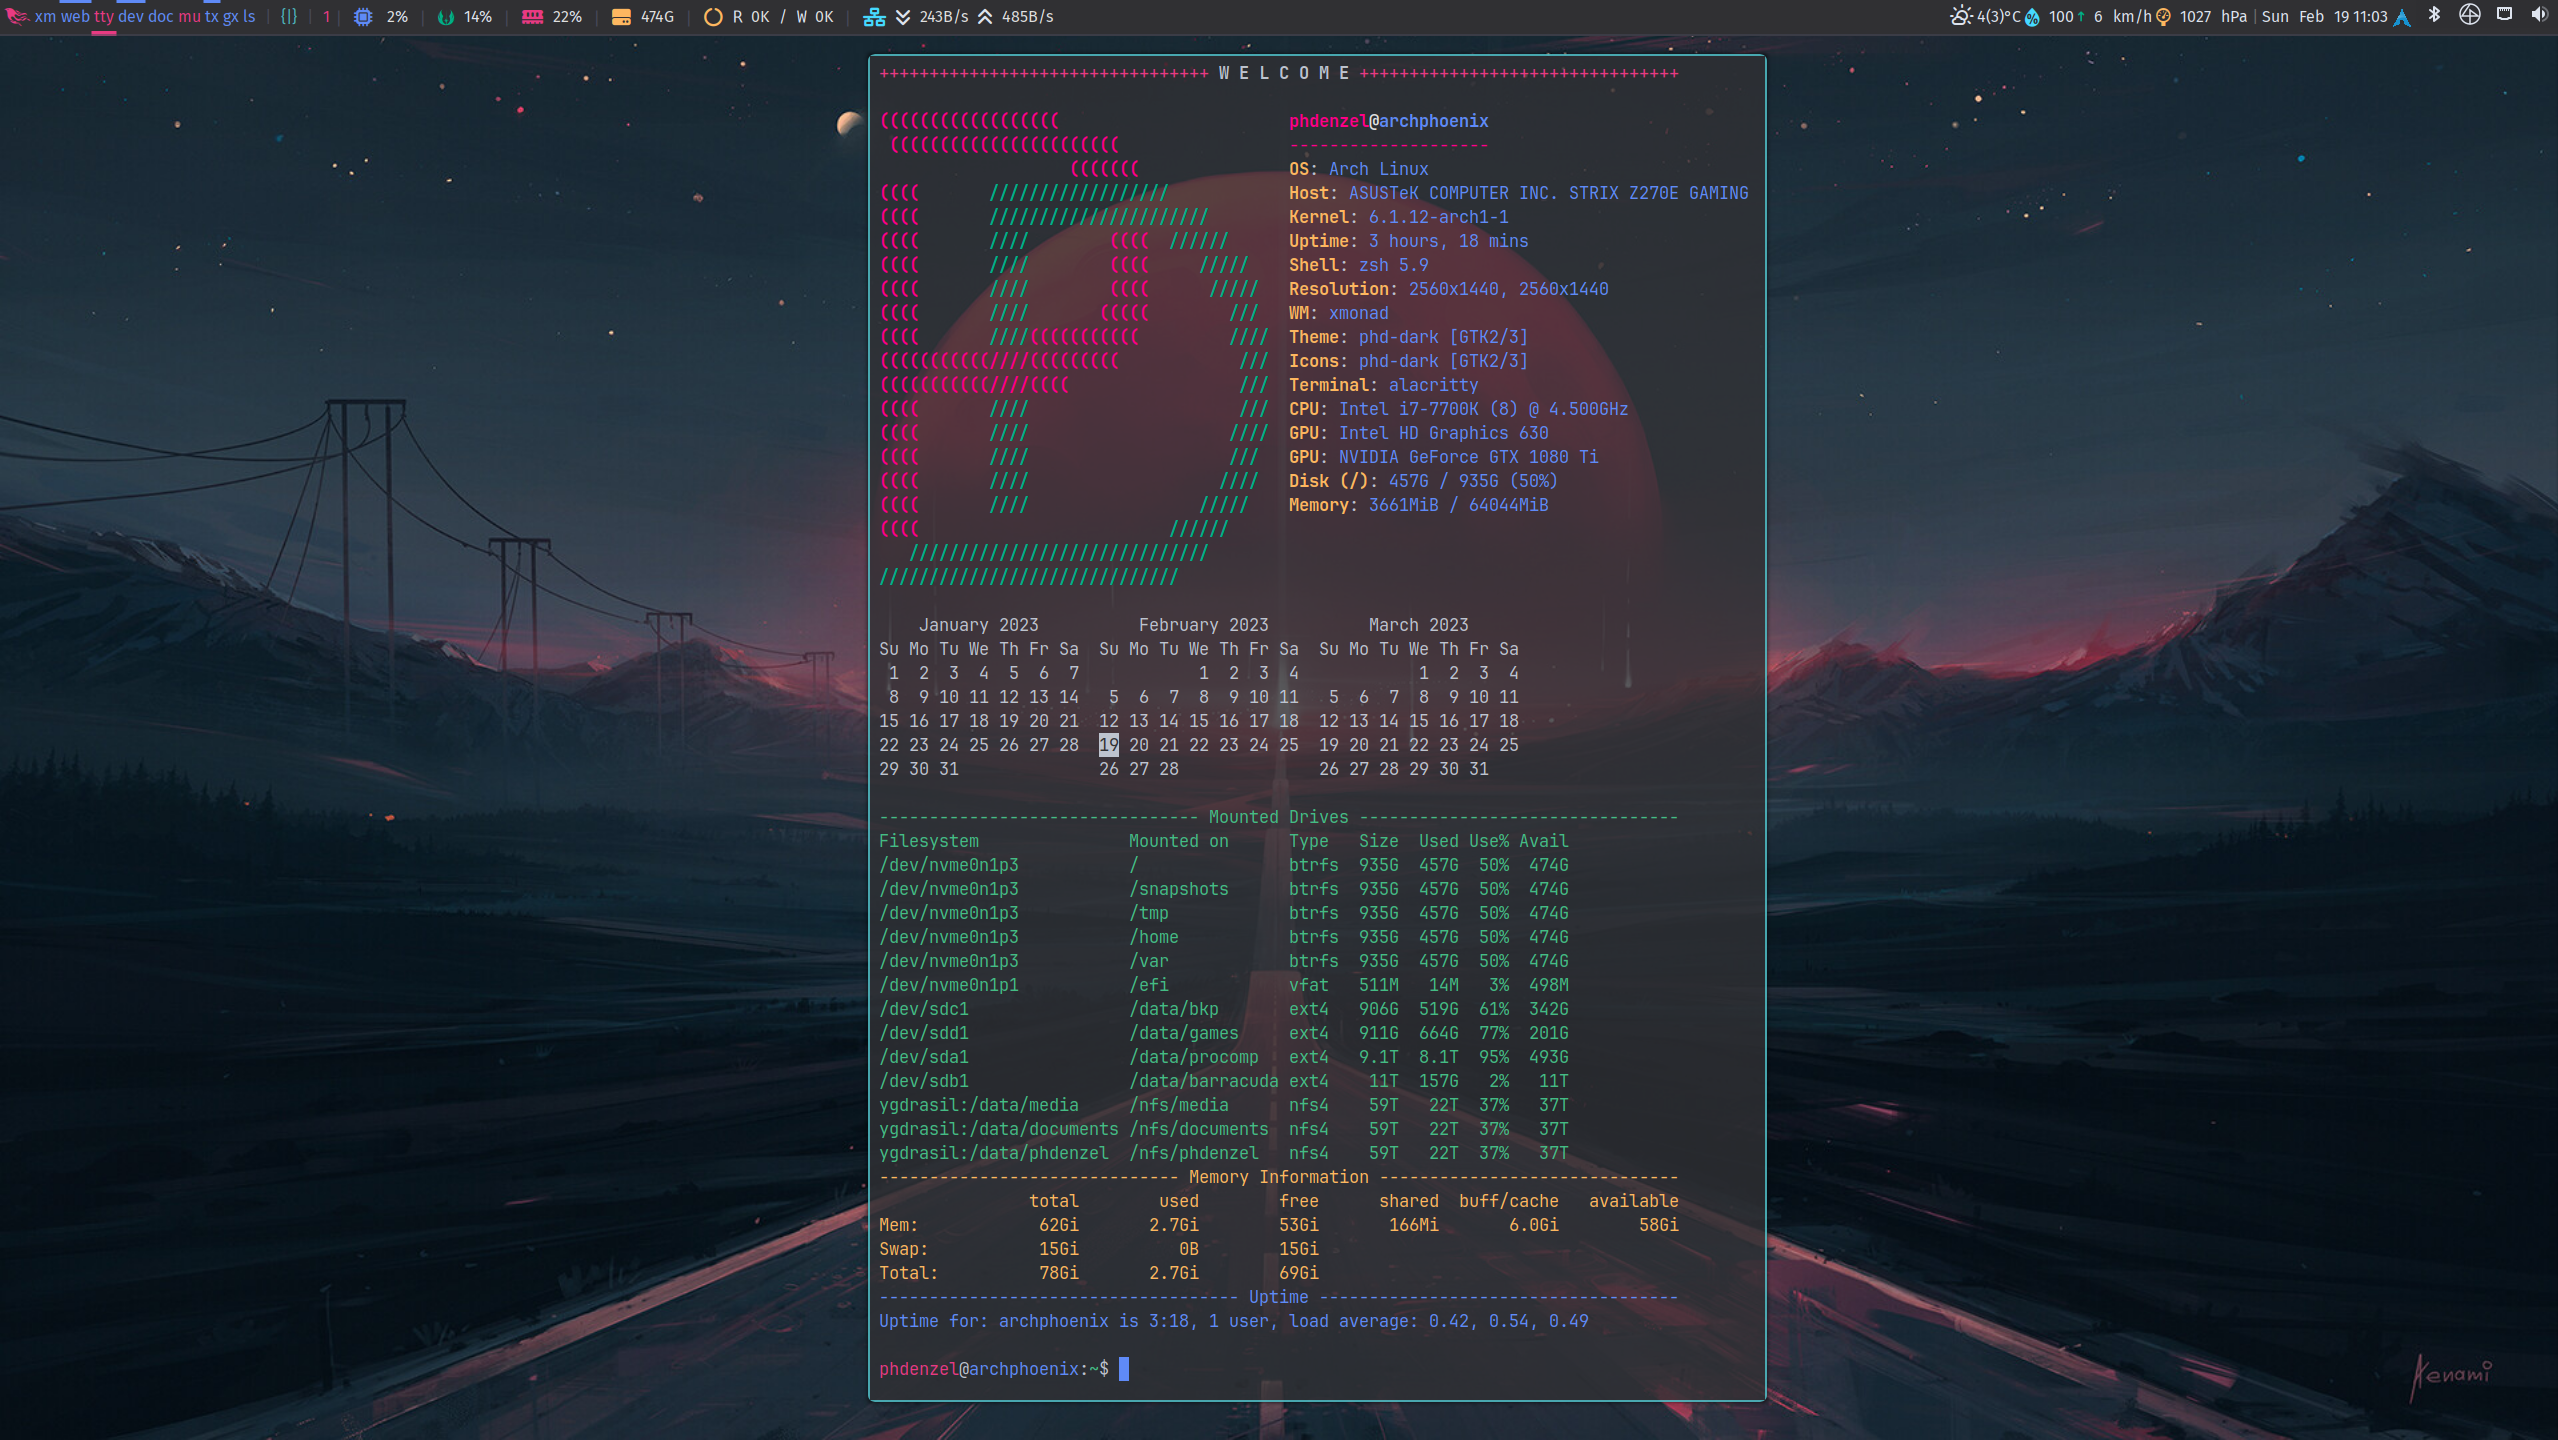 xm web tty dev doc mu tx gx ls | {|} | 1 | 2% | 14% | 22% | 474G | R 0K / W 0K | 243B/s 485B/s
4(3)°C 100↑ 6 km/h 1027 hPa | Sun Feb 19 11:03
+++++++++++++++++++++++++++++++++ W E L C O M E ++++++++++++++++++++++++++++++++
phdenzel@archphoenix
--------------------
OS: Arch Linux
Host: ASUSTeK COMPUTER INC. STRIX Z270E GAMING
Kernel: 6.1.12-arch1-1
Uptime: 3 hours, 18 mins
Shell: zsh 5.9
Resolution: 2560x1440, 2560x1440
WM: xmonad
Theme: phd-dark [GTK2/3]
Icons: phd-dark [GTK2/3]
Terminal: alacritty
CPU: Intel i7-7700K (8) @ 4.500GHz
GPU: Intel HD Graphics 630
GPU: NVIDIA GeForce GTX 1080 Ti
Disk (/): 457G / 935G (50%)
Memory: 3661MiB / 64044MiB
January 2023 February 2023 March 2023
Su Mo Tu We Th Fr Sa Su Mo Tu We Th Fr Sa Su Mo Tu We Th Fr Sa
1 2 3 4 5 6 7 1 2 3 4 1 2 3 4
8 9 10 11 12 13 14 5 6 7 8 9 10 11 5 6 7 8 9 10 11
15 16 17 18 19 20 21 12 13 14 15 16 17 18 12 13 14 15 16 17 18
22 23 24 25 26 27 28 19 20 21 22 23 24 25 19 20 21 22 23 24 25
29 30 31 26 27 28 26 27 28 29 30 31
-------------------------------- Mounted Drives --------------------------------
Filesystem Mounted on Type Size Used Use% Avail
/dev/nvme0n1p3 / btrfs 935G 457G 50% 474G
/dev/nvme0n1p3 /snapshots btrfs 935G 457G 50% 474G
/dev/nvme0n1p3 /tmp btrfs 935G 457G 50% 474G
/dev/nvme0n1p3 /home btrfs 935G 457G 50% 474G
/dev/nvme0n1p3 /var btrfs 935G 457G 50% 474G
/dev/nvme0n1p1 /efi vfat 511M 14M 3% 498M
/dev/sdc1 /data/bkp ext4 906G 519G 61% 342G
/dev/sdd1 /data/games ext4 911G 664G 77% 201G
/dev/sda1 /data/procomp ext4 9.1T 8.1T 95% 493G
/dev/sdb1 /data/barracuda ext4 11T 157G 2% 11T
ygdrasil:/data/media /nfs/media nfs4 59T 22T 37% 37T
ygdrasil:/data/documents /nfs/documents nfs4 59T 22T 37% 37T
ygdrasil:/data/phdenzel /nfs/phdenzel nfs4 59T 22T 37% 37T
------------------------------ Memory Information ------------------------------
total used free shared buff/cache available
Mem: 62Gi 2.7Gi 53Gi 166Mi 6.0Gi 58Gi
Swap: 15Gi 0B 15Gi
Total: 78Gi 2.7Gi 69Gi
------------------------------------ Uptime ------------------------------------
Uptime for: archphoenix is 3:18, 1 user, load average: 0.42, 0.54, 0.49
phdenzel@archphoenix:~$
Aenami